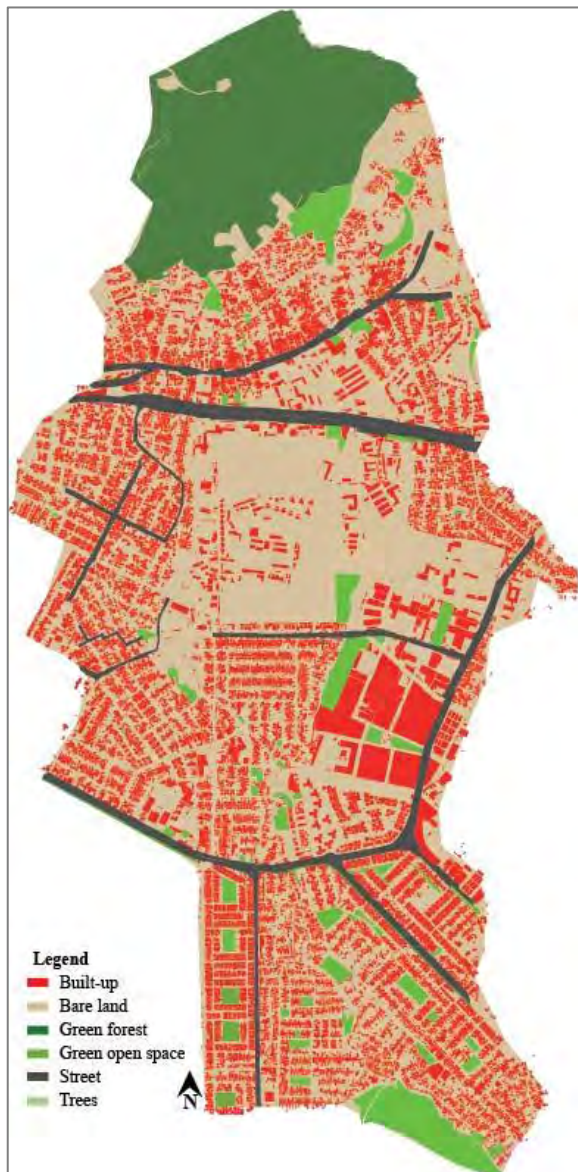 Legend
Built-up
Bare land
Green forest
Green open space
Street
Trees
N